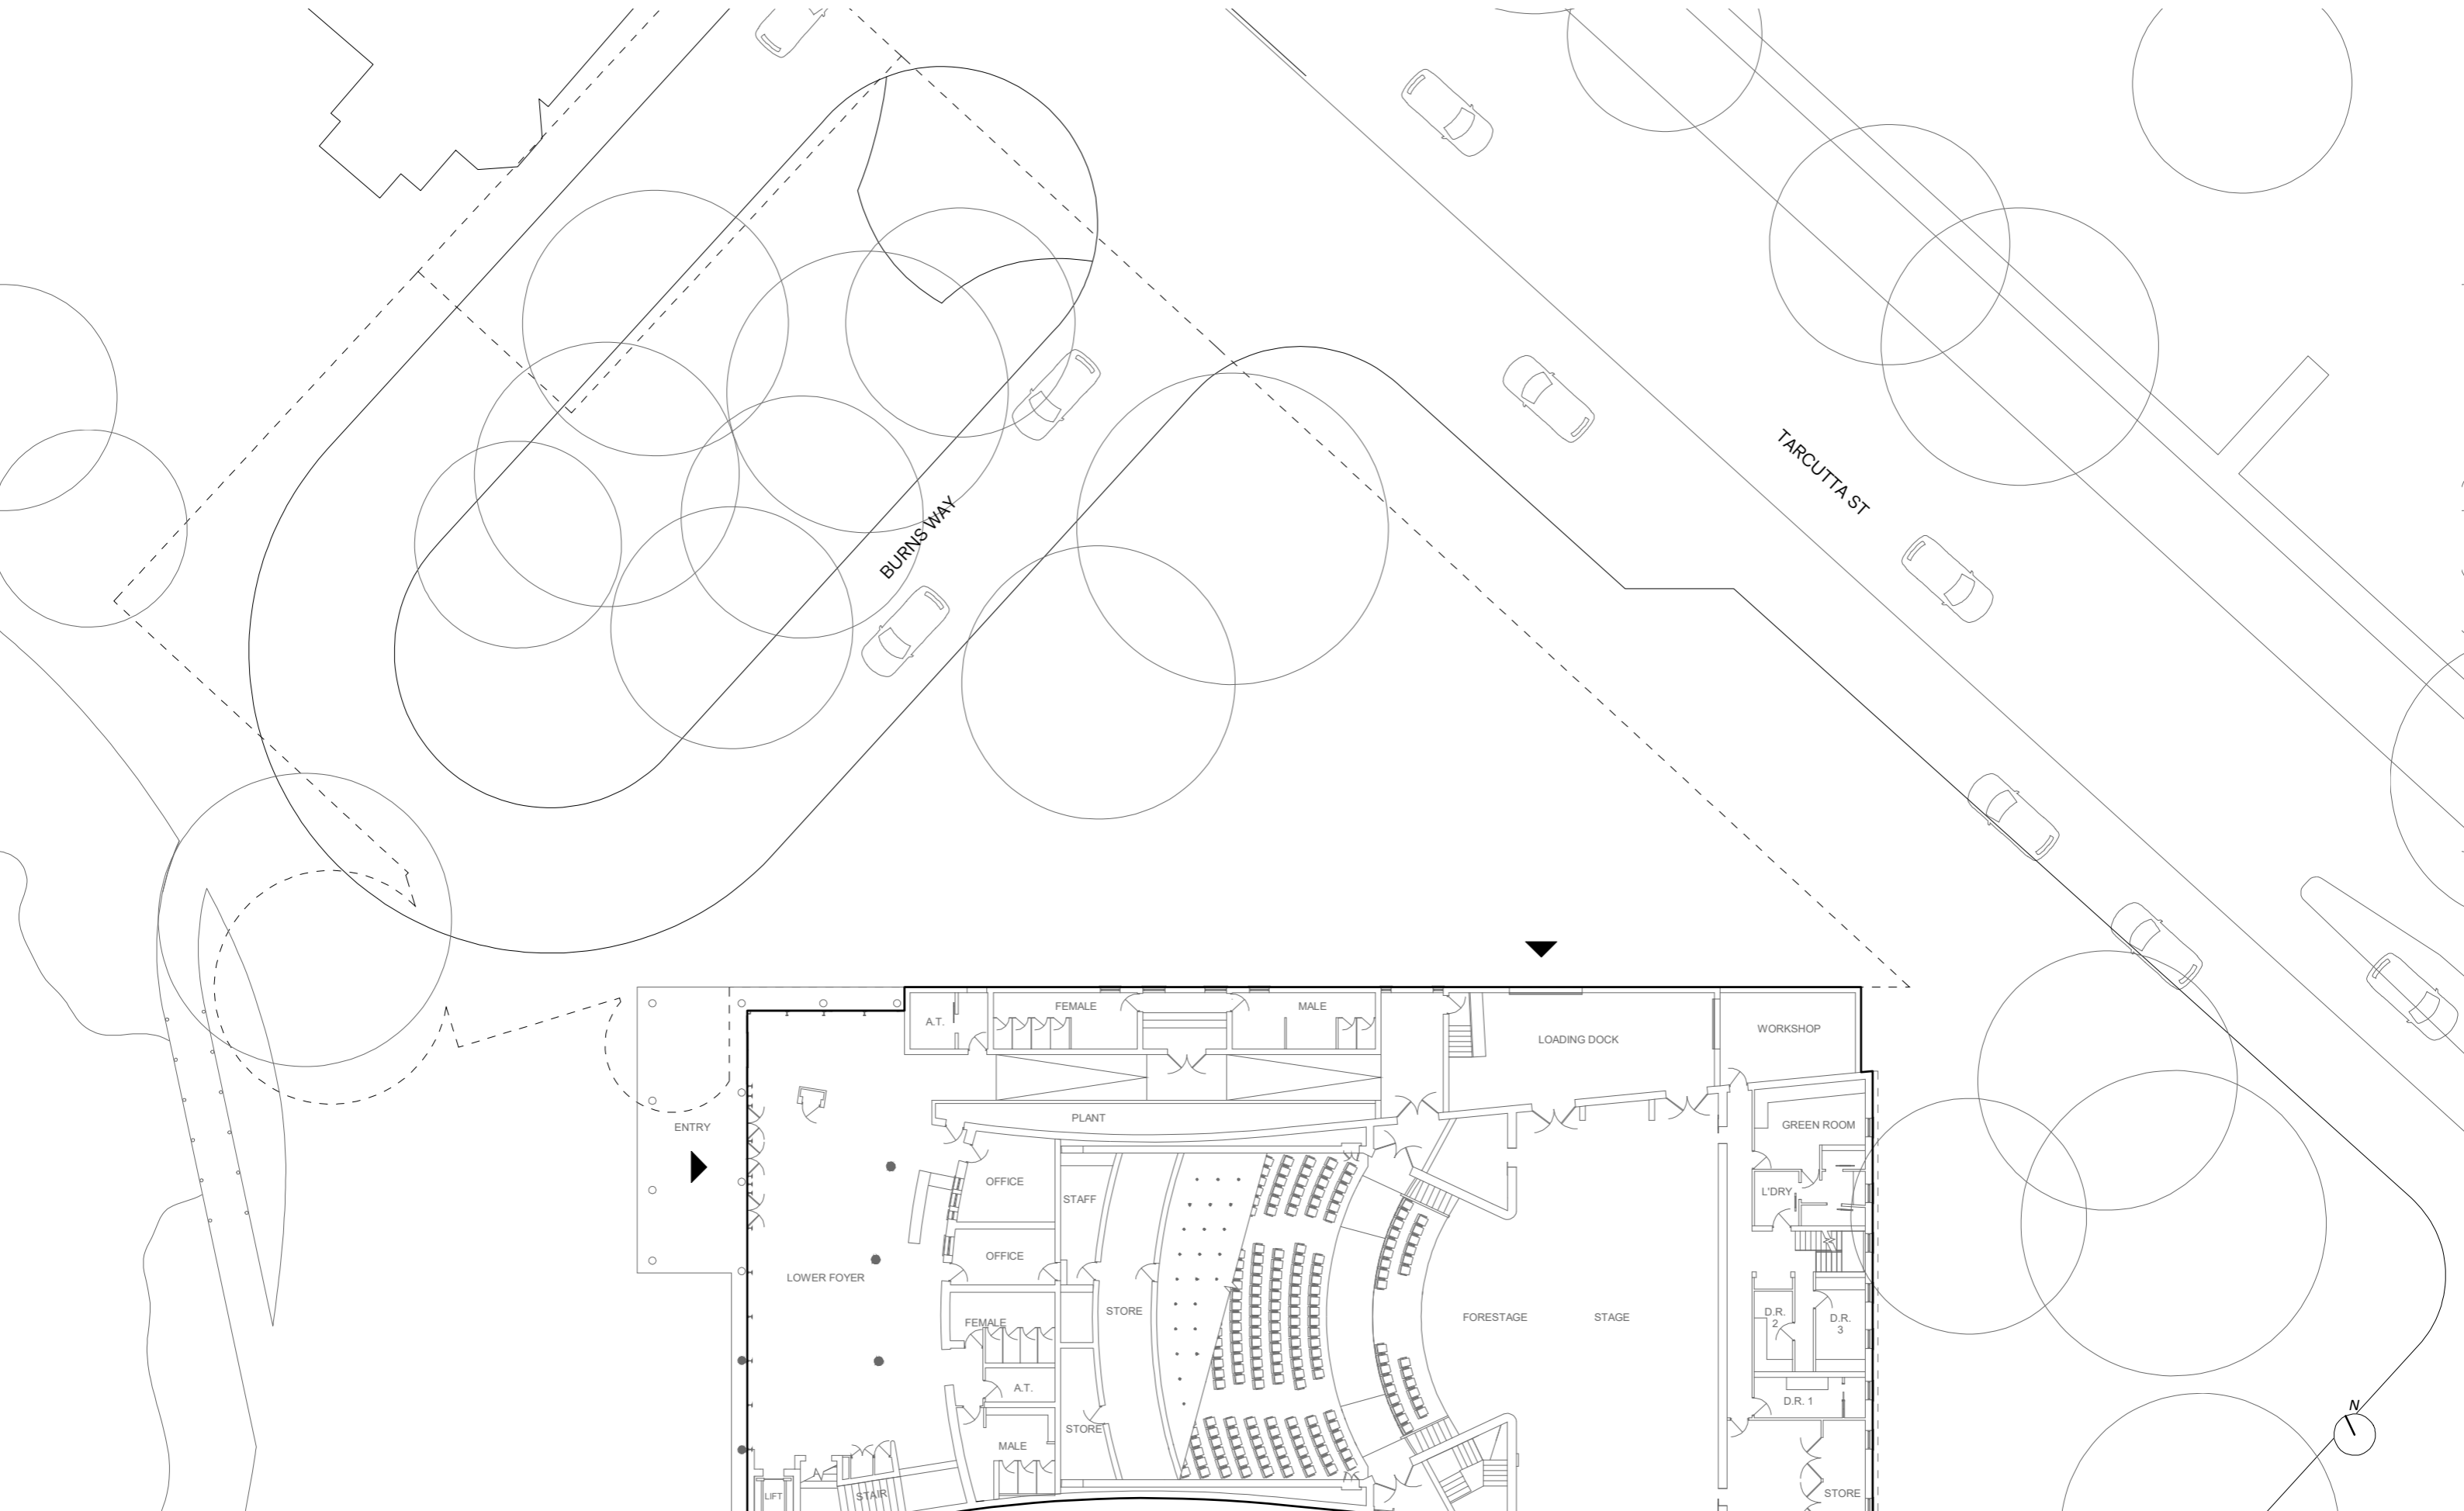 TARCUTTA ST
BURNS WAY
FEMALE
MALE
A.T.
LOADING DOCK
WORKSHOP
PLANT
ENTRY
GREEN ROOM
OFFICE
STAFF
L'DRY
OFFICE
LOWER FOYER
STORE
FORESTAGE
STAGE
FEMALE
D.R.
2
D.R.
3
A.T.
D.R. 1
N
STORE
MALE
LIFT
STAIR
STORE